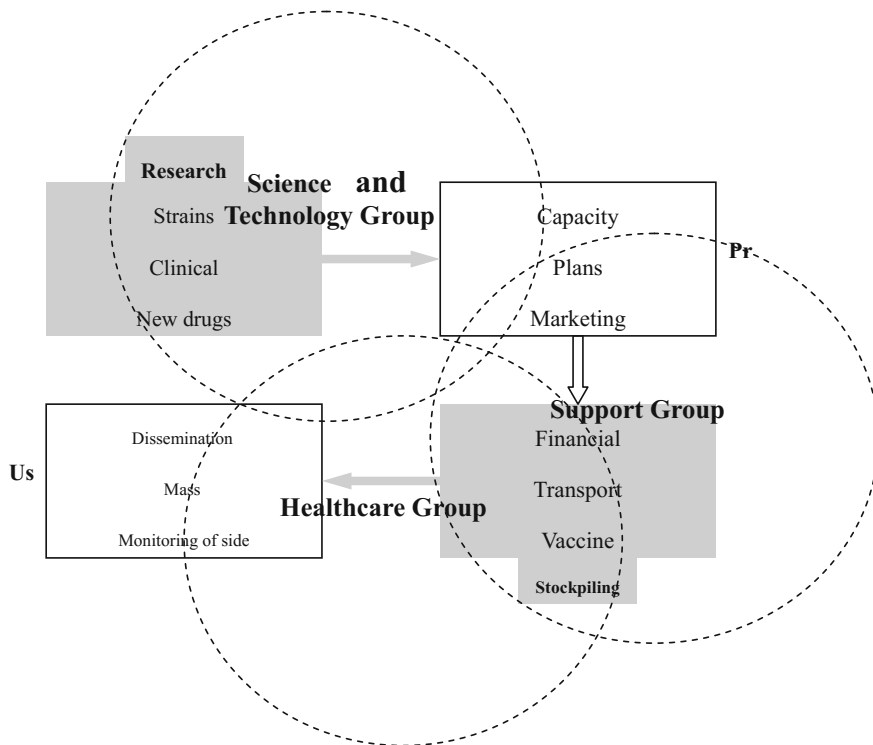 Research
Science and
Technology Group
Strains
Clinical
New drugs
Capacity
Plans
Marketing
Pr
Support Group
Financial
Transport
Vaccine
Stockpiling
Healthcare Group
Us
Dissemination
Mass
Monitoring of side